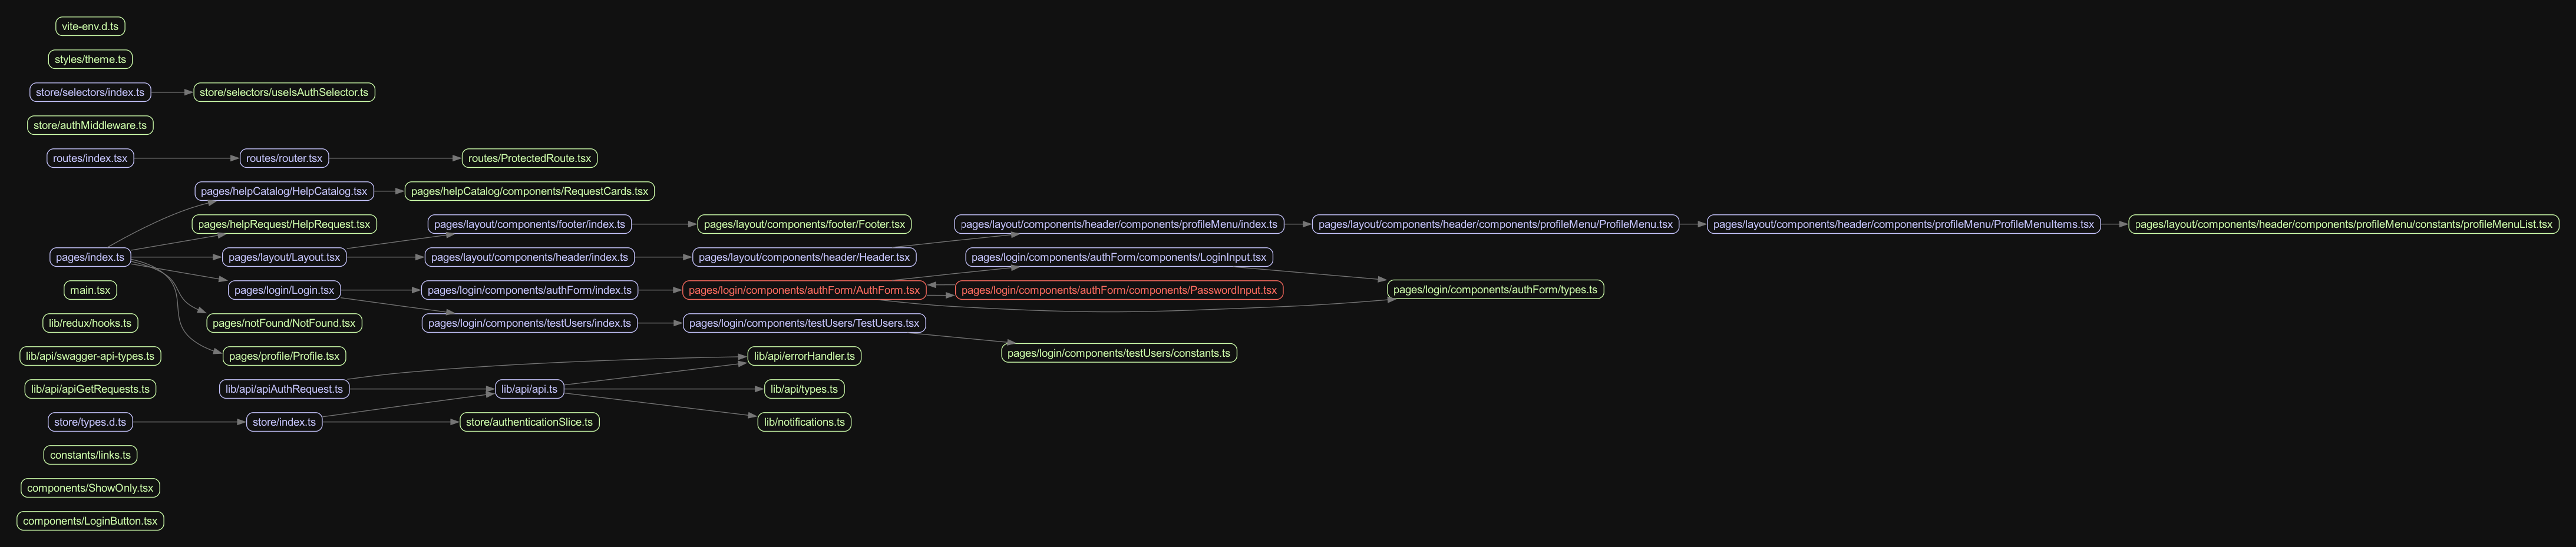 vite-env.d.ts
styles/theme.ts
store/selectors/index.ts
store/selectors/useIsAuthSelector.ts
store/authMiddleware.ts
routes/index.tsx
routes/router.tsx
routes/ProtectedRoute.tsx
pages/helpCatalog/HelpCatalog.tsx
pages/helpCatalog/components/RequestCards.tsx
pages/helpRequest/HelpRequest.tsx
pages/layout/components/footer/index.ts
pages/layout/components/footer/Footer.tsx
pages/layout/components/header/components/profileMenu/index.ts
pages/layout/components/header/components/profileMenu/ProfileMenu.tsx
pages/layout/components/header/components/profileMenu/ProfileMenuItems.tsx
pages/layout/components/header/components/profileMenu/constants/profileMenuList.tsx
pages/index.ts
pages/layout/Layout.tsx
pages/layout/components/header/index.ts
pages/layout/components/header/Header.tsx
pages/login/components/authForm/components/LoginInput.tsx
main.tsx
pages/login/Login.tsx
pages/login/components/authForm/index.ts
pages/login/components/authForm/AuthForm.tsx
pages/login/components/authForm/components/PasswordInput.tsx
pages/login/components/authForm/types.ts
lib/redux/hooks.ts
pages/notFound/NotFound.tsx
pages/login/components/testUsers/index.ts
pages/login/components/testUsers/TestUsers.tsx
pages/login/components/testUsers/constants.ts
lib/api/swagger-api-types.ts
pages/profile/Profile.tsx
lib/api/errorHandler.ts
lib/api/apiGetRequests.ts
lib/api/apiAuthRequest.ts
lib/api/api.ts
lib/api/types.ts
store/types.d.ts
store/index.ts
store/authenticationSlice.ts
lib/notifications.ts
constants/links.ts
components/ShowOnly.tsx
components/LoginButton.tsx